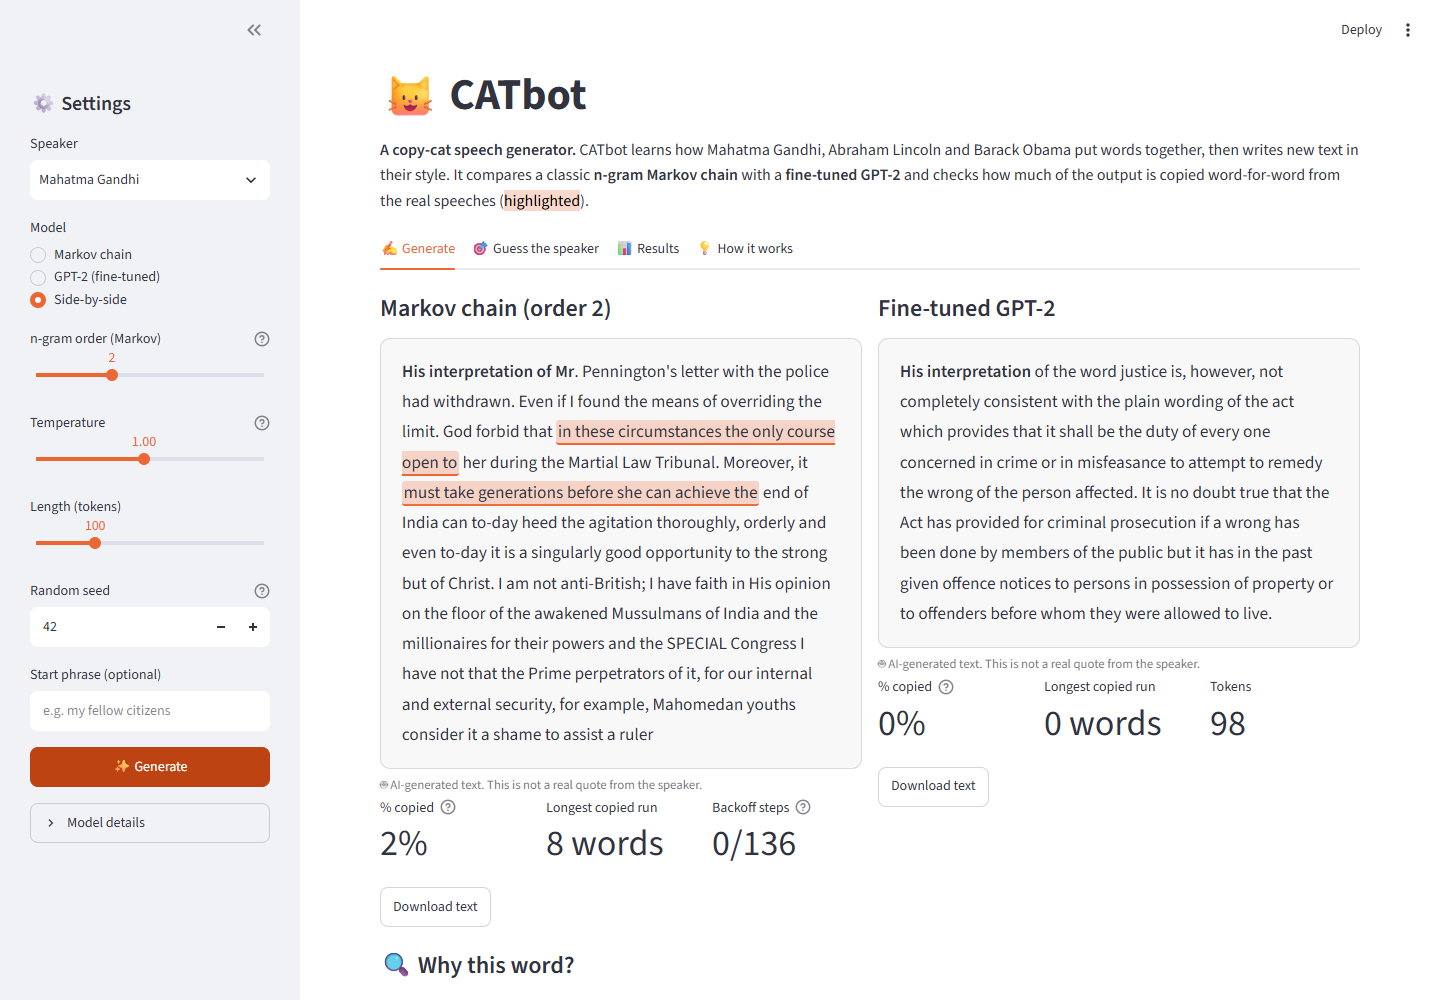 Deploy
Settings
Speaker
Mahatma Gandhi
Model
Markov chain
GPT-2 (fine-tuned)
Side-by-side
n-gram order (Markov)
2
Temperature
1.00
Length (tokens)
100
Random seed
42
Start phrase (optional)
e.g. my fellow citizens
Generate
Model details
CATbot
A copy-cat speech generator. CATbot learns how Mahatma Gandhi, Abraham Lincoln and Barack Obama put words together, then writes new text in
their style. It compares a classic n-gram Markov chain with a fine-tuned GPT-2 and checks how much of the output is copied word-for-word from
the real speeches (highlighted).
Generate Guess the speaker Results How it works
Markov chain (order 2)
His interpretation of Mr. Pennington's letter with the police
had withdrawn. Even if I found the means of overriding the
limit. God forbid that in these circumstances the only course
open to her during the Martial Law Tribunal. Moreover, it
must take generations before she can achieve the end of
India can to-day heed the agitation thoroughly, orderly and
even to-day it is a singularly good opportunity to the strong
but of Christ. I am not anti-British; I have faith in His opinion
on the floor of the awakened Mussulmans of India and the
millionaires for their powers and the SPECIAL Congress I
have not that the Prime perpetrators of it, for our internal
and external security, for example, Mahomedan youths
consider it a shame to assist a ruler
AI-generated text. This is not a real quote from the speaker.
% copied
2%
Longest copied run
8 words
Backoff steps
0/136
Download text
Fine-tuned GPT-2
His interpretation of the word justice is, however, not
completely consistent with the plain wording of the act
which provides that it shall be the duty of every one
concerned in crime or in misfeasance to attempt to remedy
the wrong of the person affected. It is no doubt true that the
Act has provided for criminal prosecution if a wrong has
been done by members of the public but it has in the past
given offence notices to persons in possession of property or
to offenders before whom they were allowed to live.
AI-generated text. This is not a real quote from the speaker.
% copied
0%
Longest copied run
0 words
Tokens
98
Download text
Why this word?